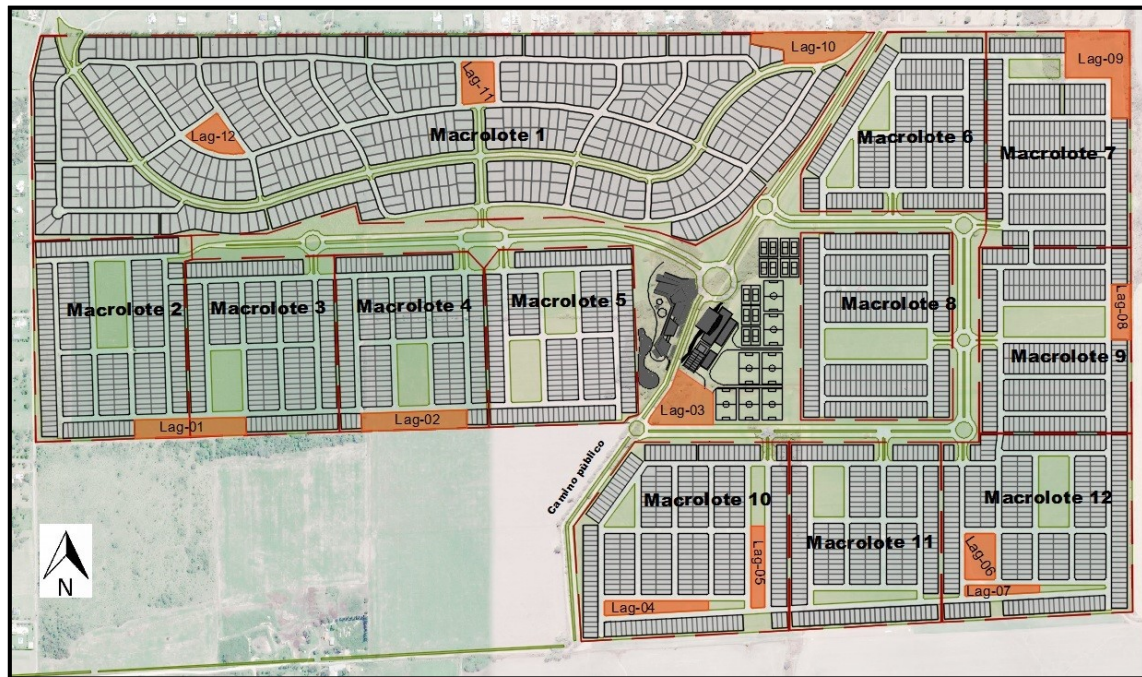 Lag-10
Lag-09
Lag-11
Lag-12
Macrolote 1
Macrolote 6
Macrolote 7
Macrolote 2
Macrolote 3
Macrolote 4
Macrolote 5
Macrolote 8
Lag-08
Macrolote 9
Lag-01
Lag-02
Lag-03
Camino público
Macrolote 10
Macrolote 11
Macrolote 12
Lag-05
Lag-06
Lag-04
Lag-07
N